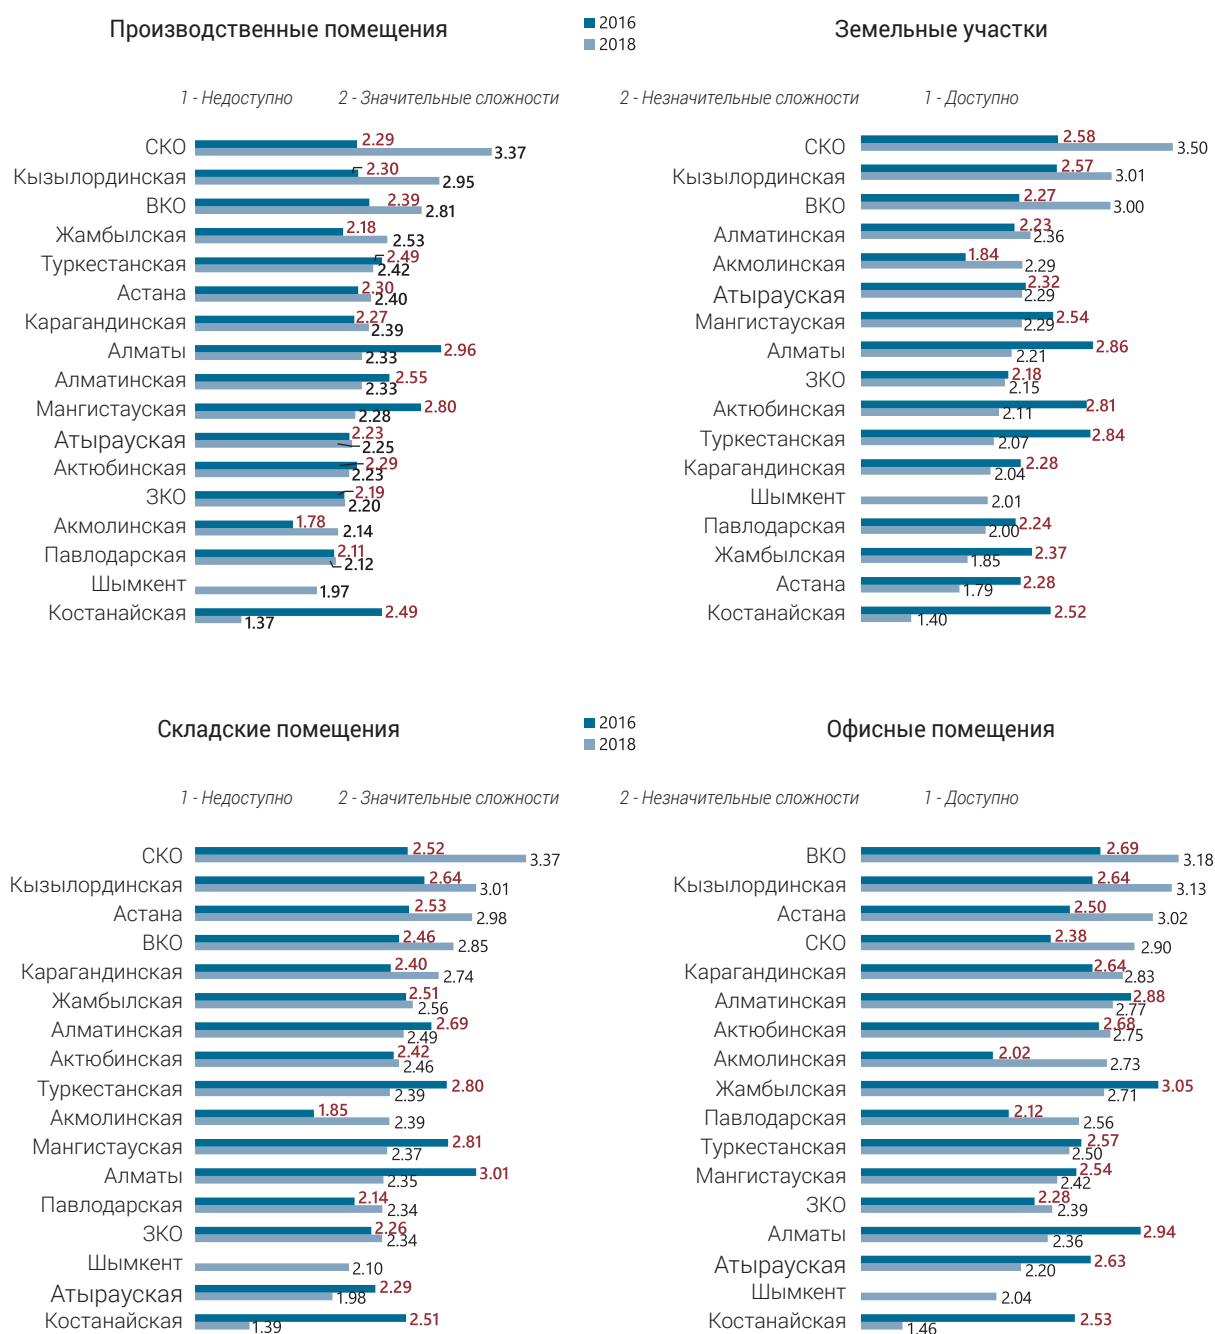 Производственные помещения
2016
2018
Земельные участки
1 - Недоступно 2 - Значительные сложности 2 - Незначительные сложности 1 - Доступно
СКО 2.29 3.37
Кызылординская 2.30 2.95
ВКО 2.39 2.81
Жамбылская 2.18 2.53
Туркестанская 2.49 2.42
Астана 2.30 2.40
Карагандинская 2.27 2.39
Алматы 2.96 2.33
Алматинская 2.55 2.33
Мангистауская 2.80 2.28
Атырауская 2.23 2.25
Актюбинская 2.29 2.23
ЗКО 2.19 2.20
Акмолинская 1.78 2.14
Павлодарская 2.11 2.12
Шымкент 1.97
Костанайская 2.49 1.37
СКО 2.58 3.50
Кызылординская 2.57 3.01
ВКО 2.27 3.00
Алматинская 2.23 2.36
Акмолинская 1.84 2.29
Атырауская 2.32 2.29
Мангистауская 2.54 2.29
Алматы 2.86 2.21
ЗКО 2.18 2.15
Актюбинская 2.81 2.11
Туркестанская 2.84 2.07
Карагандинская 2.28 2.04
Шымкент 2.01
Павлодарская 2.24 2.00
Жамбылская 2.37 1.85
Астана 2.28 1.79
Костанайская 2.52 1.40
Складские помещения
2016
2018
Офисные помещения
1 - Недоступно 2 - Значительные сложности 2 - Незначительные сложности 1 - Доступно
СКО 2.52 3.37
Кызылординская 2.64 3.01
Астана 2.53 2.98
ВКО 2.46 2.85
Карагандинская 2.40 2.74
Жамбылская 2.51 2.56
Алматинская 2.69 2.49
Актюбинская 2.42 2.46
Туркестанская 2.80 2.39
Акмолинская 1.85 2.39
Мангистауская 2.81 2.37
Алматы 3.01 2.35
Павлодарская 2.14 2.34
ЗКО 2.26 2.34
Шымкент 2.10
Атырауская 2.29 1.98
Костанайская 2.51 1.39
ВКО 2.69 3.18
Кызылординская 2.64 3.13
Астана 2.50 3.02
СКО 2.38 2.90
Карагандинская 2.64 2.83
Алматинская 2.88 2.77
Актюбинская 2.68 2.75
Акмолинская 2.02 2.73
Жамбылская 3.05 2.71
Павлодарская 2.12 2.56
Туркестанская 2.57 2.50
Мангистауская 2.54 2.42
ЗКО 2.28 2.39
Алматы 2.94 2.36
Атырауская 2.63 2.20
Шымкент 2.04
Костанайская 2.53 1.46